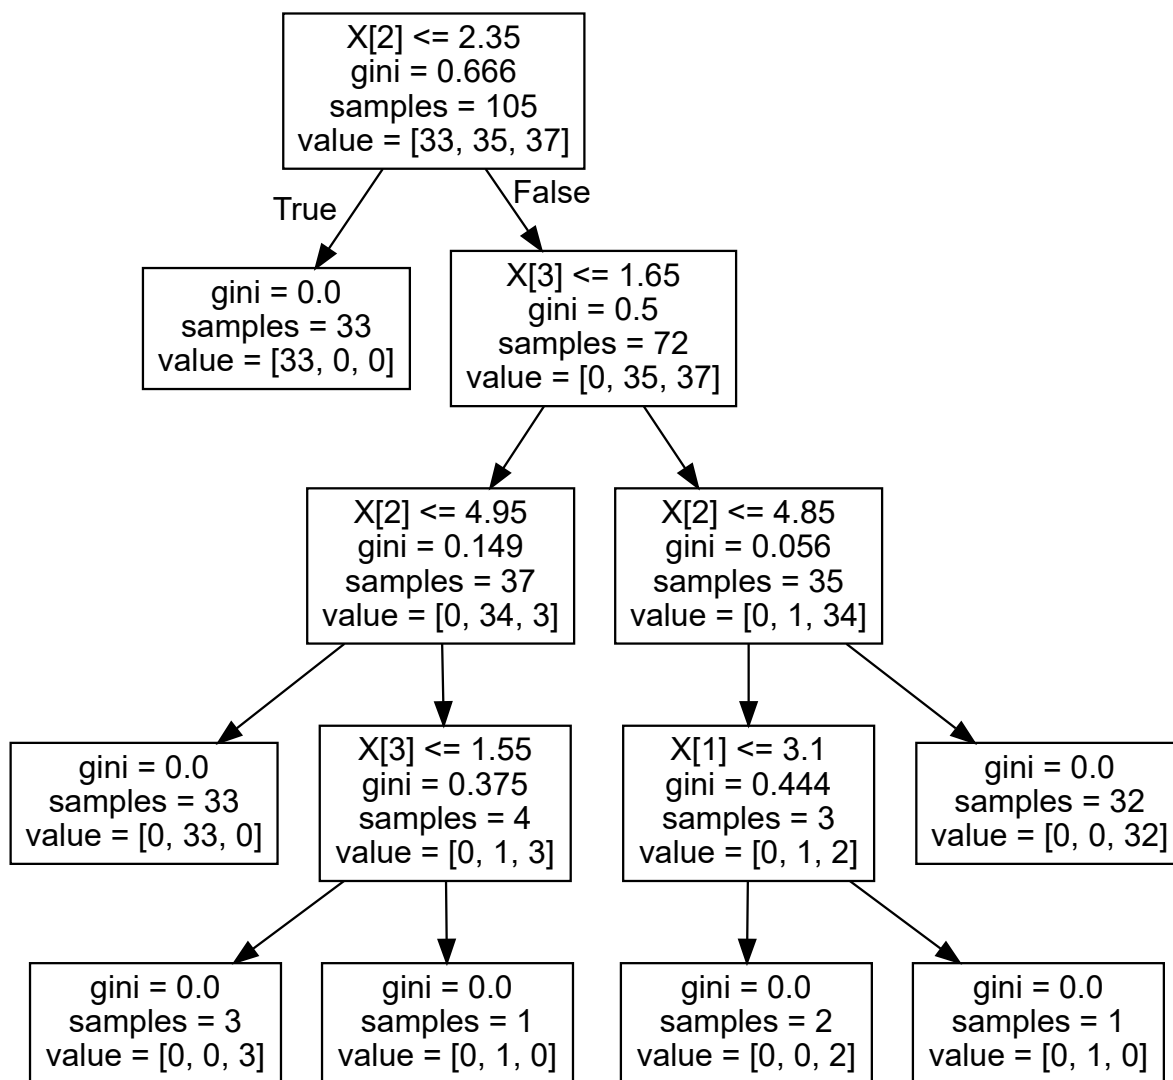 X[2] <= 2.35
gini = 0.666
samples = 105
value = [33, 35, 37]
True
False
gini = 0.0
samples = 33
value = [33, 0, 0]
X[3] <= 1.65
gini = 0.5
samples = 72
value = [0, 35, 37]
X[2] <= 4.95
gini = 0.149
samples = 37
value = [0, 34, 3]
X[2] <= 4.85
gini = 0.056
samples = 35
value = [0, 1, 34]
gini = 0.0
samples = 33
value = [0, 33, 0]
X[3] <= 1.55
gini = 0.375
samples = 4
value = [0, 1, 3]
X[1] <= 3.1
gini = 0.444
samples = 3
value = [0, 1, 2]
gini = 0.0
samples = 32
value = [0, 0, 32]
gini = 0.0
samples = 3
value = [0, 0, 3]
gini = 0.0
samples = 1
value = [0, 1, 0]
gini = 0.0
samples = 2
value = [0, 0, 2]
gini = 0.0
samples = 1
value = [0, 1, 0]